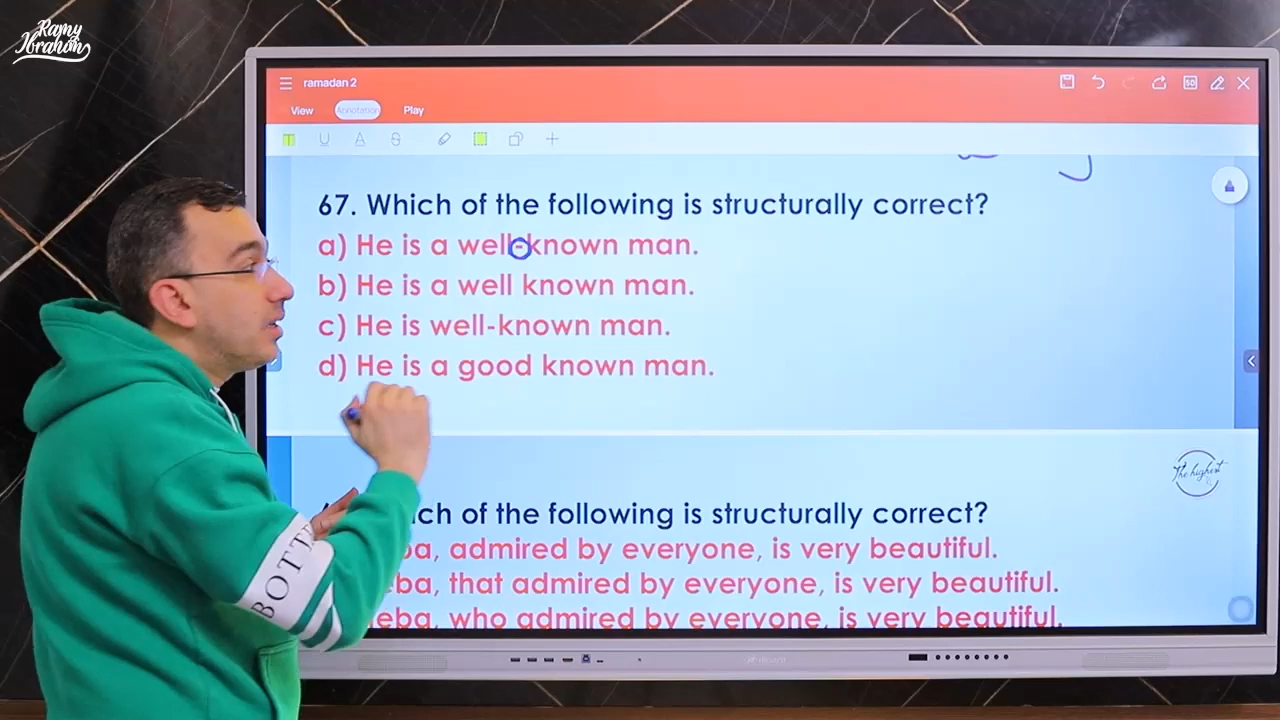 Ramy
Ibrahim
ramadan 2
View Annotation Play
67. Which of the following is structurally correct?
a) He is a well-known man.
b) He is a well known man.
c) He is well-known man.
d) He is a good known man.
The highest
ich of the following is structurally correct?
ba, admired by everyone, is very beautiful.
eba, that admired by everyone, is very beautiful.
eba, who admired by everyone, is very beautiful.
BOTT